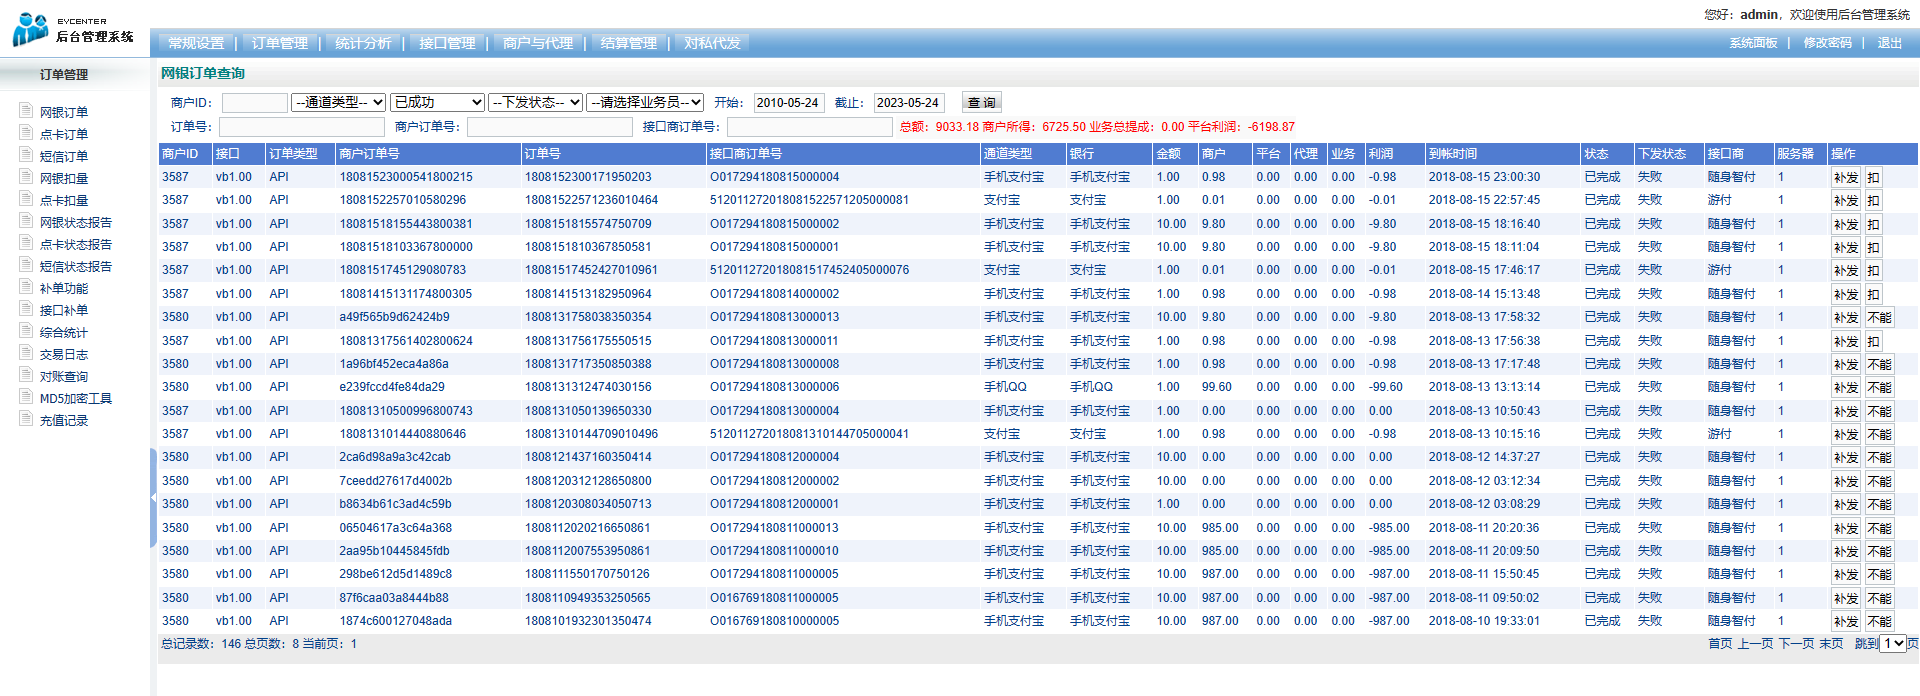 您好：admin，欢迎使用后台管理系统
EVCENTER
后台管理系统
常规设置 | 订单管理 | 统计分析 | 接口管理 | 商户与代理 | 结算管理 | 对私代发 系统面板 | 修改密码 | 退出
订单管理
网银订单
点卡订单
短信订单
网银扣量
点卡扣量
网银状态报告
点卡状态报告
短信状态报告
补单功能
接口补单
综合统计
交易日志
对账查询
MD5加密工具
充值记录
网银订单查询
商户ID： --通道类型-- 已成功 --下发状态-- --请选择业务员-- 开始： 2010-05-24 截止： 2023-05-24 查 询
订单号： 商户订单号： 接口商订单号： 总额：9033.18 商户所得：6725.50 业务总提成：0.00 平台利润：-6198.87
商户ID 接口 订单类型 商户订单号 订单号 接口商订单号 通道类型 银行 金额 商户 平台 代理 业务 利润 到帐时间 状态 下发状态 接口商 服务器 操作
3587 vb1.00 API 18081523000541800215 1808152300171950203 O017294180815000004 手机支付宝 手机支付宝 1.00 0.98 0.00 0.00 0.00 -0.98 2018-08-15 23:00:30 已完成 失败 随身智付 1 补发 扣
3587 vb1.00 API 1808152257010580296 18081522571236010464 512011272018081522571205000081 支付宝 支付宝 1.00 0.01 0.00 0.00 0.00 -0.01 2018-08-15 22:57:45 已完成 失败 游付 1 补发 扣
3587 vb1.00 API 18081518155443800381 1808151815574750709 O017294180815000002 手机支付宝 手机支付宝 10.00 9.80 0.00 0.00 0.00 -9.80 2018-08-15 18:16:40 已完成 失败 随身智付 1 补发 扣
3587 vb1.00 API 18081518103367800000 1808151810367850581 O017294180815000001 手机支付宝 手机支付宝 10.00 9.80 0.00 0.00 0.00 -9.80 2018-08-15 18:11:04 已完成 失败 随身智付 1 补发 扣
3587 vb1.00 API 1808151745129080783 18081517452427010961 512011272018081517452405000076 支付宝 支付宝 1.00 0.01 0.00 0.00 0.00 -0.01 2018-08-15 17:46:17 已完成 失败 游付 1 补发 扣
3587 vb1.00 API 18081415131174800305 1808141513182950964 O017294180814000002 手机支付宝 手机支付宝 1.00 0.98 0.00 0.00 0.00 -0.98 2018-08-14 15:13:48 已完成 失败 随身智付 1 补发 扣
3587 vb1.00 API a49f565b9d62424b9 1808131758038350354 O017294180813000013 手机支付宝 手机支付宝 10.00 9.80 0.00 0.00 0.00 -9.80 2018-08-13 17:58:32 已完成 失败 随身智付 1 补发 不能
3587 vb1.00 API 18081317561402800624 1808131756175550515 O017294180813000011 手机支付宝 手机支付宝 1.00 0.98 0.00 0.00 0.00 -0.98 2018-08-13 17:56:38 已完成 失败 随身智付 1 补发 扣
3580 vb1.00 API 1a96bf452eca4a86a 1808131717350850388 O017294180813000008 手机支付宝 手机支付宝 1.00 0.98 0.00 0.00 0.00 -0.98 2018-08-13 17:17:48 已完成 失败 随身智付 1 补发 不能
3580 vb1.00 API e239fccd4fe84da29 1808131312474030156 O017294180813000006 手机QQ 手机QQ 1.00 99.60 0.00 0.00 0.00 -99.60 2018-08-13 13:13:14 已完成 失败 随身智付 1 补发 不能
3587 vb1.00 API 18081310500996800743 1808131050139650330 O017294180813000004 手机支付宝 手机支付宝 1.00 0.00 0.00 0.00 0.00 0.00 2018-08-13 10:50:43 已完成 失败 随身智付 1 补发 不能
3587 vb1.00 API 1808131014440880646 18081310144709010496 512011272018081310144705000041 支付宝 支付宝 1.00 0.98 0.00 0.00 0.00 -0.98 2018-08-13 10:15:16 已完成 失败 游付 1 补发 不能
3580 vb1.00 API 2ca6d98a9a3c42cab 1808121437160350414 O017294180812000004 手机支付宝 手机支付宝 10.00 0.00 0.00 0.00 0.00 0.00 2018-08-12 14:37:27 已完成 失败 随身智付 1 补发 不能
3580 vb1.00 API 7ceedd27617d4002b 1808120312128650800 O017294180812000002 手机支付宝 手机支付宝 10.00 0.00 0.00 0.00 0.00 0.00 2018-08-12 03:12:34 已完成 失败 随身智付 1 补发 不能
3580 vb1.00 API b8634b61c3ad4c59b 1808120308034050713 O017294180812000001 手机支付宝 手机支付宝 1.00 0.00 0.00 0.00 0.00 0.00 2018-08-12 03:08:29 已完成 失败 随身智付 1 补发 不能
3580 vb1.00 API 06504617a3c64a368 1808112020216650861 O017294180811000013 手机支付宝 手机支付宝 10.00 985.00 0.00 0.00 0.00 -985.00 2018-08-11 20:20:36 已完成 失败 随身智付 1 补发 不能
3580 vb1.00 API 2aa95b10445845fdb 1808112007553950861 O017294180811000010 手机支付宝 手机支付宝 10.00 985.00 0.00 0.00 0.00 -985.00 2018-08-11 20:09:50 已完成 失败 随身智付 1 补发 不能
3580 vb1.00 API 298be612d5d1489c8 1808111550170750126 O017294180811000005 手机支付宝 手机支付宝 10.00 987.00 0.00 0.00 0.00 -987.00 2018-08-11 15:50:45 已完成 失败 随身智付 1 补发 不能
3580 vb1.00 API 87f6caa03a8444b88 1808110949353250565 O016769180811000005 手机支付宝 手机支付宝 10.00 987.00 0.00 0.00 0.00 -987.00 2018-08-11 09:50:02 已完成 失败 随身智付 1 补发 不能
3580 vb1.00 API 1874c600127048ada 1808101932301350474 O016769180810000005 手机支付宝 手机支付宝 10.00 987.00 0.00 0.00 0.00 -987.00 2018-08-10 19:33:01 已完成 失败 随身智付 1 补发 不能
总记录数：146 总页数：8 当前页：1 首页 上一页 下一页 末页 跳到 1 页